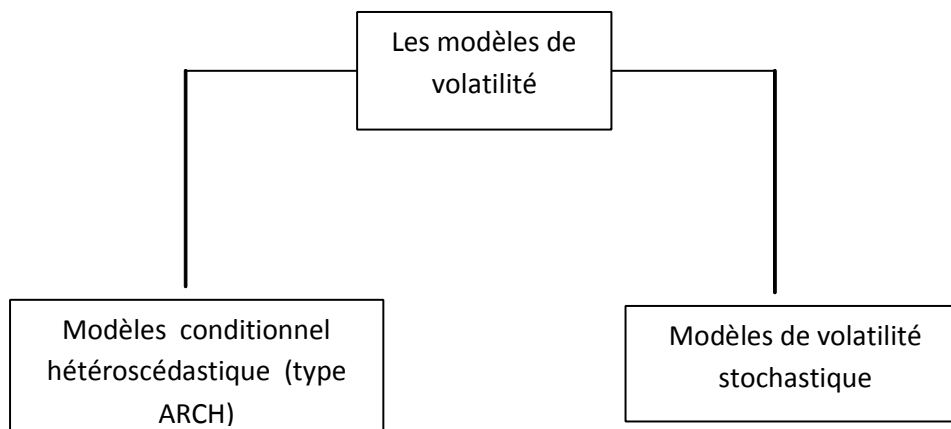 Les modèles de
volatilité
Modèles conditionnel
hétéroscédastique (type
ARCH)
Modèles de volatilité
stochastique